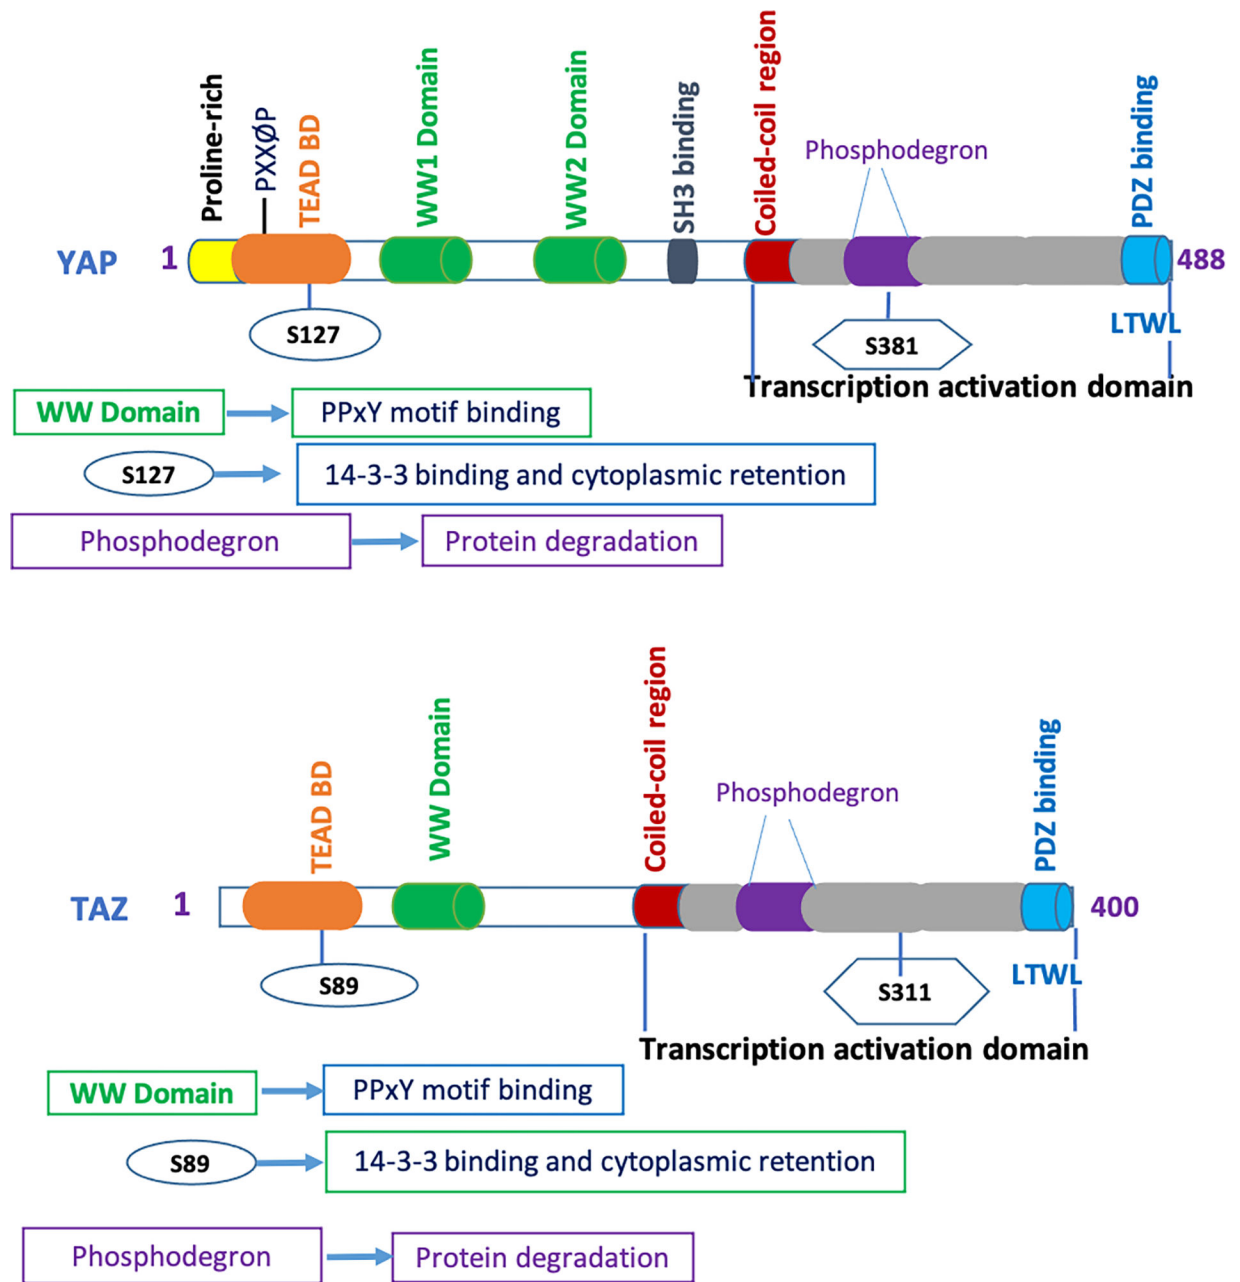 Proline-rich
PXXØP
TEAD BD
WW1 Domain
WW2 Domain
SH3 binding
Coiled-coil region
Phosphodegron
PDZ binding
YAP
1
488
S127
S381
LTWL
Transcription activation domain
WW Domain
PPxY motif binding
S127
14-3-3 binding and cytoplasmic retention
Phosphodegron
Protein degradation
TEAD BD
WW Domain
Coiled-coil region
Phosphodegron
PDZ binding
TAZ
1
400
S89
S311
LTWL
Transcription activation domain
WW Domain
PPxY motif binding
S89
14-3-3 binding and cytoplasmic retention
Phosphodegron
Protein degradation